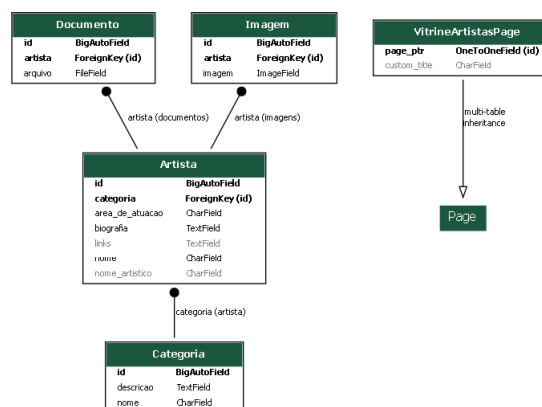 Documento
id BigAutoField
artista ForeignKey (id)
arquivo FileField
Imagem
id BigAutoField
artista ForeignKey (id)
imagem ImageField
VitrineArtistasPage
page_ptr OneToOneField (id)
custom_title CharField
artista (documentos)
artista (imagens)
multi-table
inheritance
Artista
id BigAutoField
categoria ForeignKey (id)
area_de_atuacao CharField
biografia TextField
links TextField
nome CharField
nome_artistico CharField
Page
categoria (artista)
Categoria
id BigAutoField
descricao TextField
nome CharField